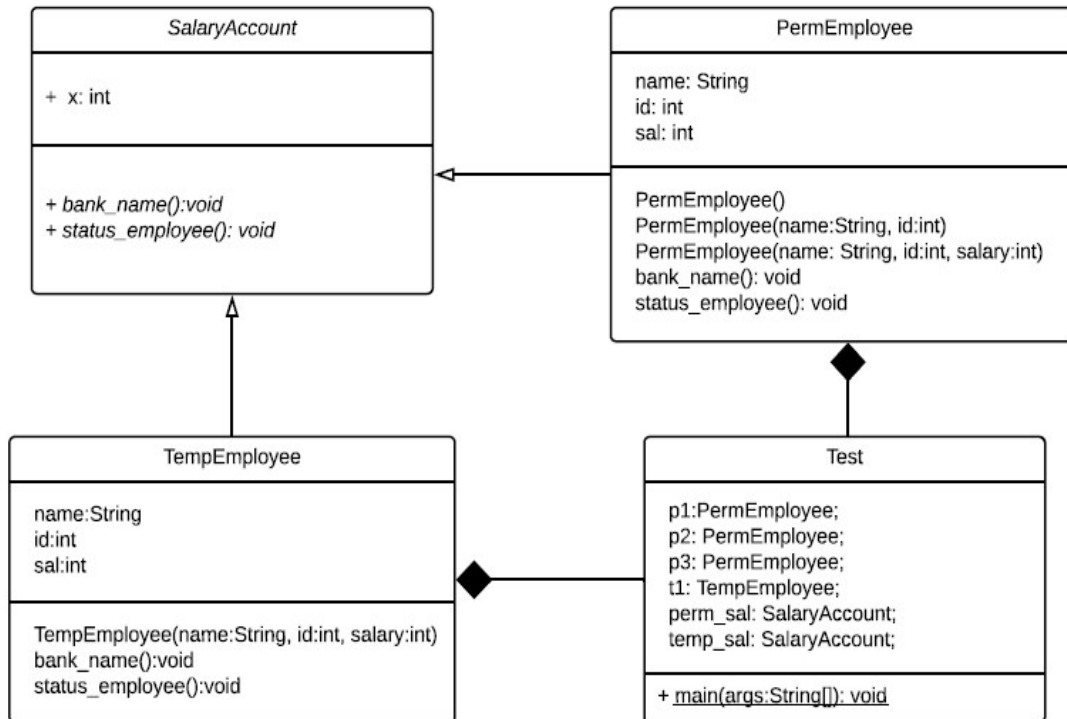 SalaryAccount
+ x: int
+ bank_name():void
+ status_employee(): void
PermEmployee
name: String
id: int
sal: int
PermEmployee()
PermEmployee(name:String, id:int)
PermEmployee(name: String, id:int, salary:int)
bank_name(): void
status_employee(): void
TempEmployee
name:String
id:int
sal:int
TempEmployee(name:String, id:int, salary:int)
bank_name():void
status_employee():void
Test
p1:PermEmployee;
p2: PermEmployee;
p3: PermEmployee;
t1: TempEmployee;
perm_sal: SalaryAccount;
temp_sal: SalaryAccount;
+ main(args:String[]): void